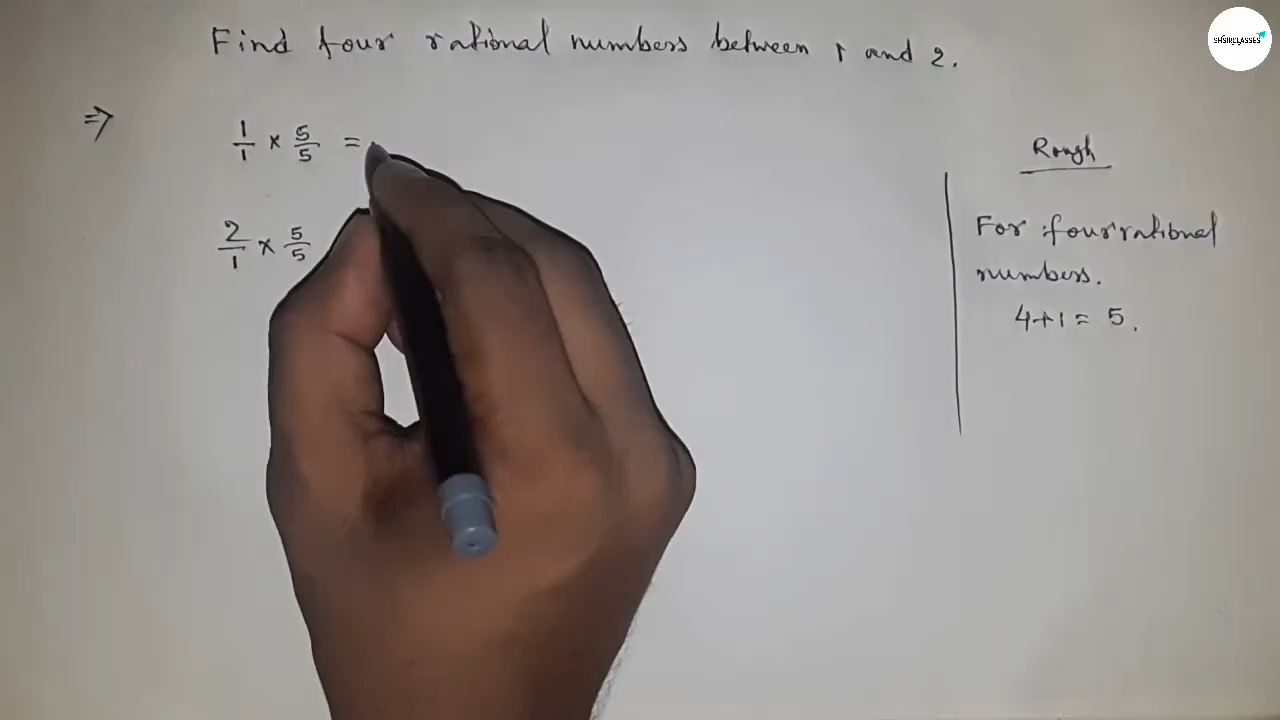 Find four rational numbers between 1 and 2.
SHSIRCLASSES
⇒
1/1 × 5/5 =
2/1 × 5/5
Rough
For four rational
numbers.
4+1 = 5.